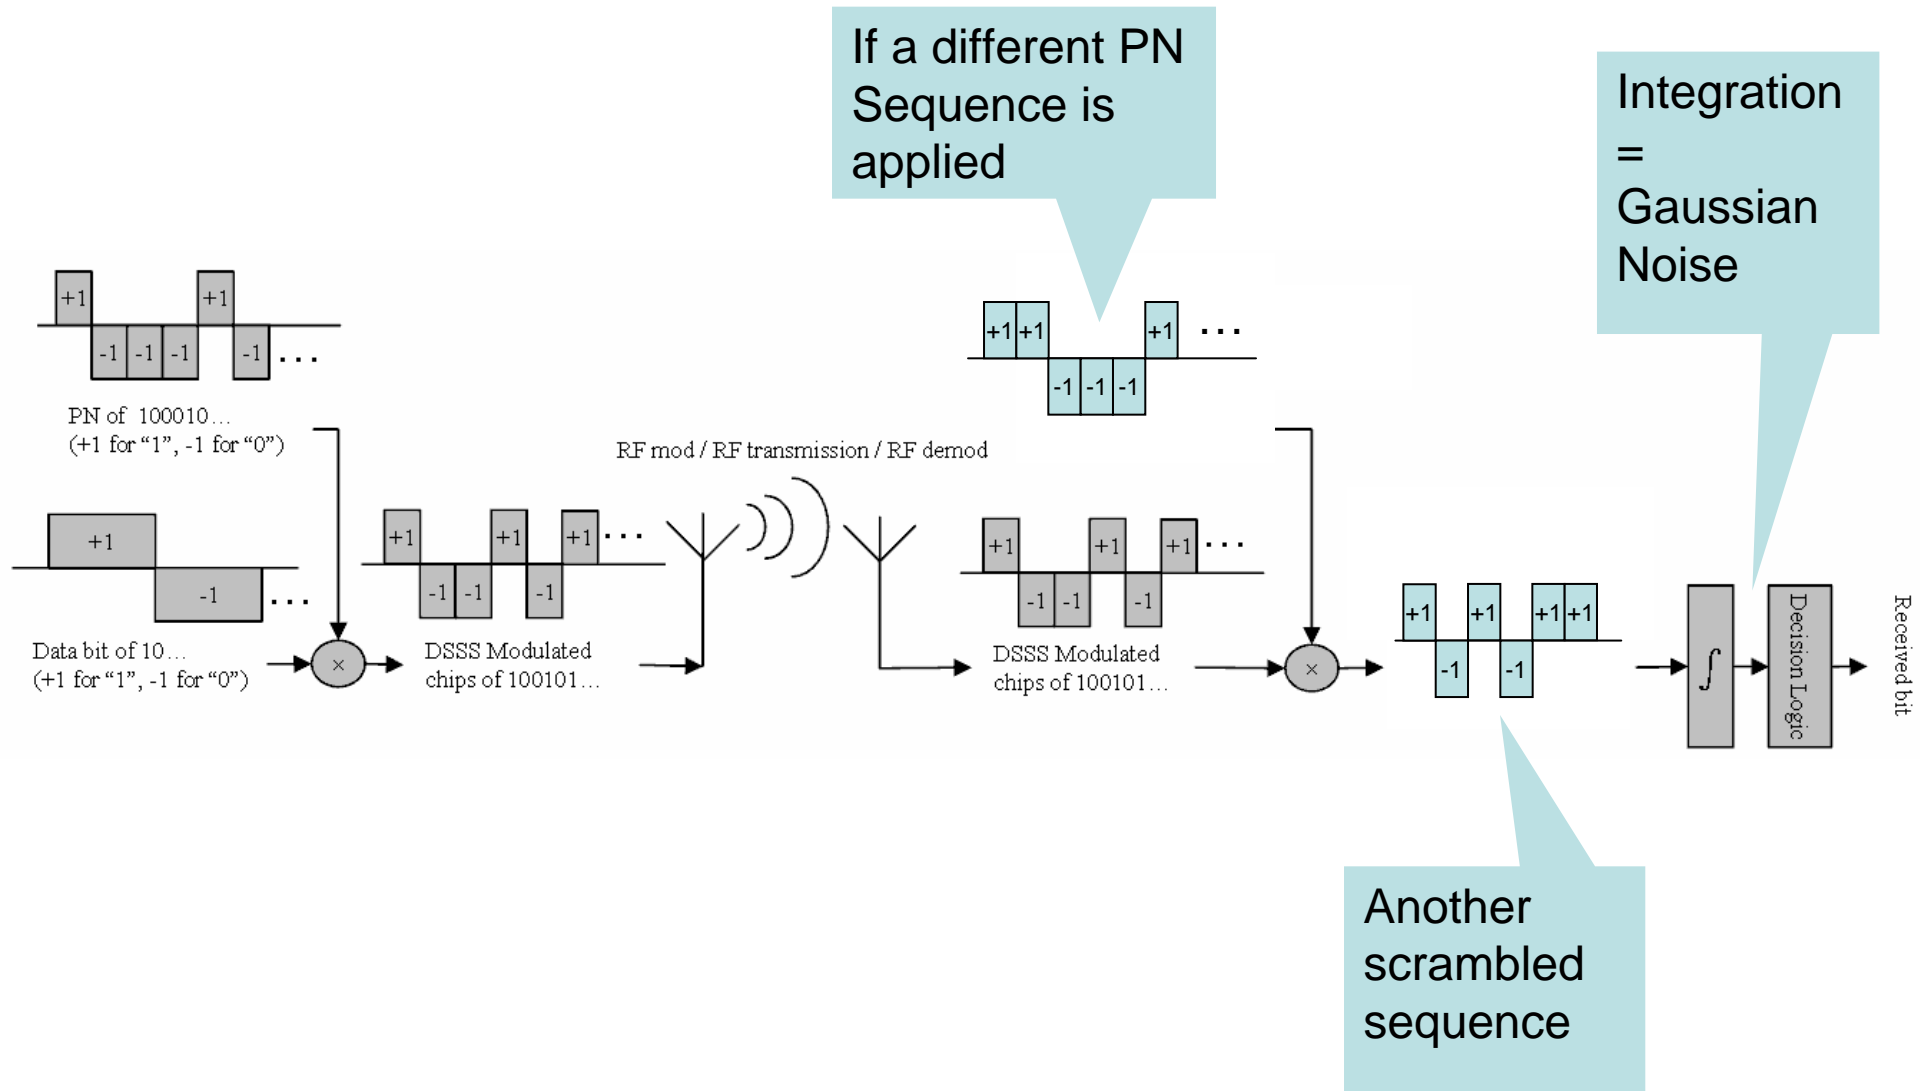 If a different PN
Sequence is
applied
Integration
=
Gaussian
Noise
+1 +1
-1 -1 -1 -1 ...
PN of 100010...
(+1 for “1”, -1 for “0”)
+1 +1 +1 ...
-1 -1 -1
RF mod / RF transmission / RF demod
+1
-1 ...
Data bit of 10...
(+1 for “1”, -1 for “0”)
×
+1 +1 +1 ...
-1 -1 -1
DSSS Modulated
chips of 100101...
+1 +1 +1 ...
-1 -1 -1
DSSS Modulated
chips of 100101...
×
+1 +1 +1 +1
-1 -1
∫
Decision Logic
Received bit
Another
scrambled
sequence